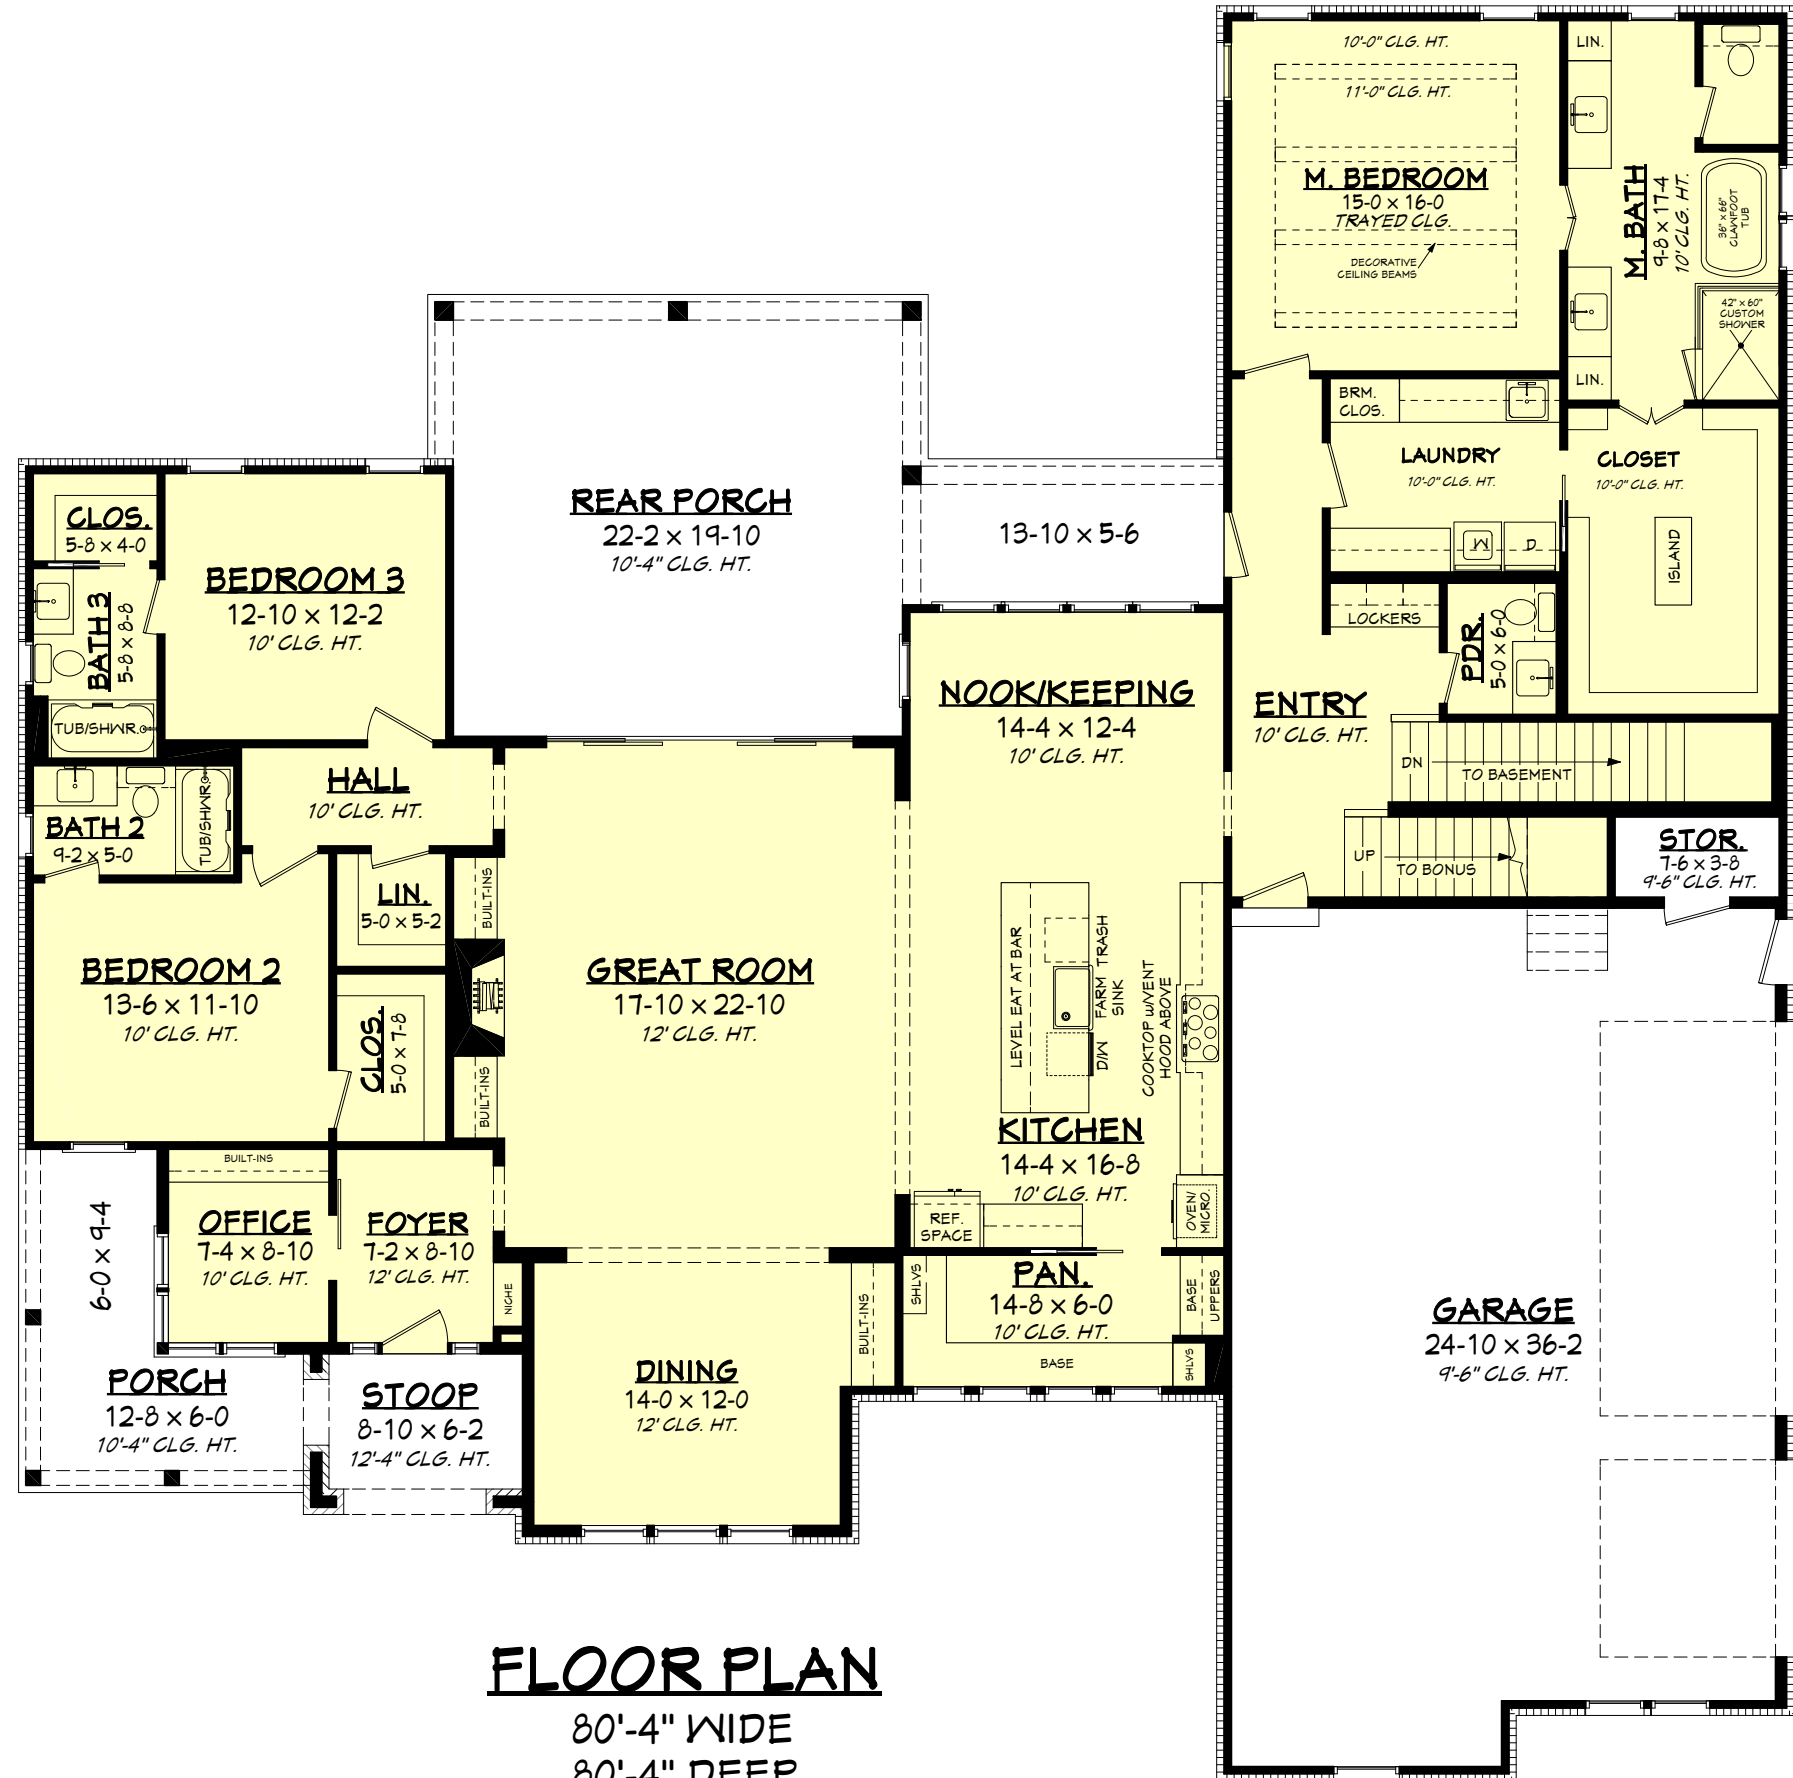 10'-0" CLG. HT.
11'-0" CLG. HT.
M. BEDROOM
15-0 x 16-0
TRAYED CLG.
DECORATIVE
CEILING BEAMS
LIN.
M. BATH
9-8 x 17-4
10' CLG. HT.
36" x 66"
CLAWFOOT
TUB
42" x 60"
CUSTOM
SHOWER
LIN.
BRM.
CLOS.
LAUNDRY
10'-0" CLG. HT.
W
D
CLOSET
10'-0" CLG. HT.
ISLAND
REAR PORCH
22-2 x 19-10
10'-4" CLG. HT.
13-10 x 5-6
CLOS.
5-8 x 4-0
BEDROOM 3
12-10 x 12-2
10' CLG. HT.
BATH 3
5-8 x 8-8
TUB/SHWR.
LOCKERS
PDR.
5-0 x 6-0
NOOK/KEEPING
14-4 x 12-4
10' CLG. HT.
ENTRY
10' CLG. HT.
DN
TO BASEMENT
HALL
10' CLG. HT.
BATH 2
9-2 x 5-0
TUB/SHWR.
UP
TO BONUS
STOR.
7-6 x 3-8
9'-6" CLG. HT.
LIN.
5-0 x 5-2
BUILT-INS
BEDROOM 2
13-6 x 11-10
10' CLG. HT.
CLOS.
5-0 x 7-8
BUILT-INS
GREAT ROOM
17-10 x 22-10
12' CLG. HT.
LEVEL EAT AT BAR
TRASH
FARM
SINK
D/W
COOKTOP W/VENT
HOOD ABOVE
KITCHEN
14-4 x 16-8
10' CLG. HT.
REF.
SPACE
OVEN/
MICRO.
BUILT-INS
OFFICE
7-4 x 8-10
10' CLG. HT.
FOYER
7-2 x 8-10
12' CLG. HT.
NICHE
6-0 x 9-4
SHLVS
PAN.
14-8 x 6-0
10' CLG. HT.
BASE
UPPERS
BASE
SHLVS
BUILT-INS
DINING
14-0 x 12-0
12' CLG. HT.
GARAGE
24-10 x 36-2
9'-6" CLG. HT.
PORCH
12-8 x 6-0
10'-4" CLG. HT.
STOOP
8-10 x 6-2
12'-4" CLG. HT.
FLOOR PLAN
80'-4" WIDE
80'-4" DEEP